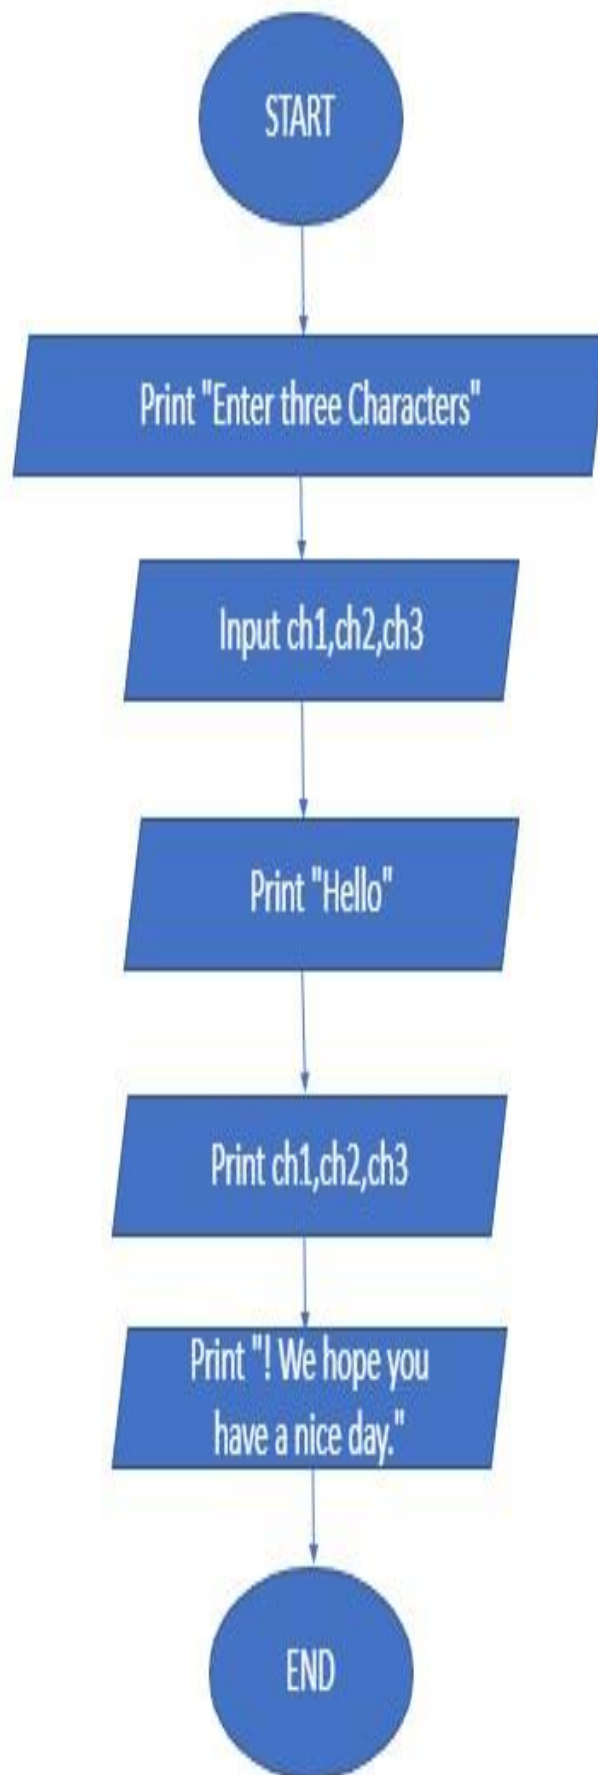 START
Print "Enter three Characters"
Input ch1,ch2,ch3
Print "Hello"
Print ch1,ch2,ch3
Print "! We hope you
have a nice day."
END